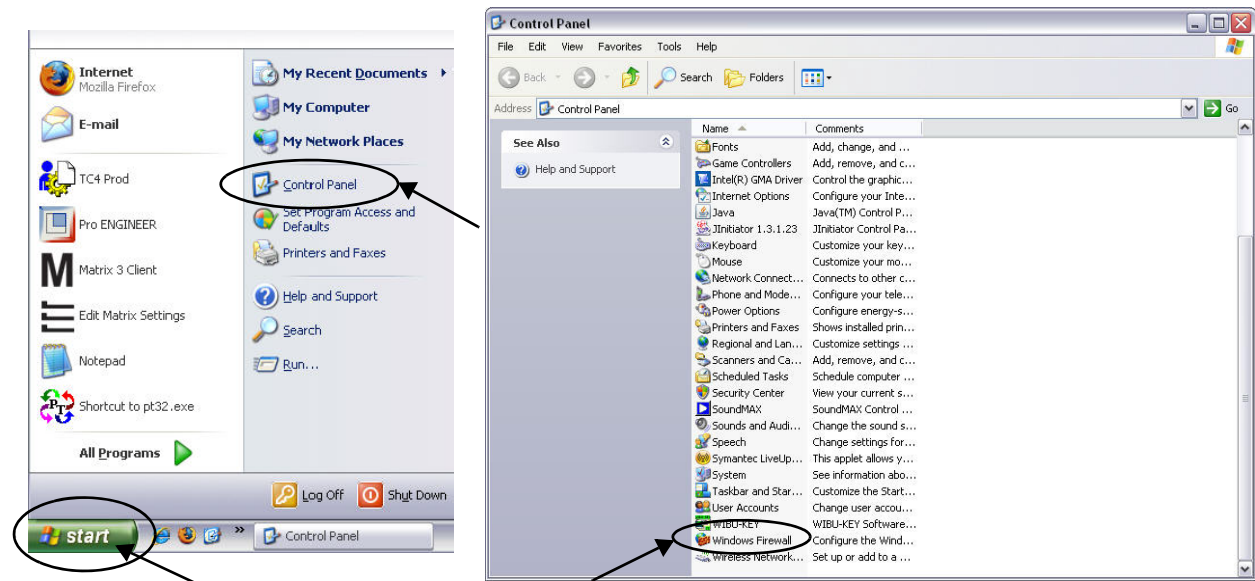 Internet
Mozilla Firefox
E-mail
TC4 Prod
Pro ENGINEER
M Matrix 3 Client
Edit Matrix Settings
Notepad
PT Shortcut to pt32.exe
All Programs
My Recent Documents
My Computer
My Network Places
Control Panel
Set Program Access and
Defaults
Printers and Faxes
Help and Support
Search
Run...
Log Off Shut Down
start » Control Panel
Control Panel
File Edit View Favorites Tools Help
Back Search Folders
Address Control Panel Go
See Also
Help and Support
Name Comments
Fonts Add, change, and ...
Game Controllers Add, remove, and c...
Intel(R) GMA Driver Control the graphic...
Internet Options Configure your Inte...
Java Java(TM) Control P...
JInitiator 1.3.1.23 JInitiator Control Pa...
Keyboard Customize your key...
Mouse Customize your mo...
Network Connect... Connects to other c...
Phone and Mode... Configure your tele...
Power Options Configure energy-s...
Printers and Faxes Shows installed prin...
Regional and Lan... Customize settings ...
Scanners and Ca... Add, remove, and c...
Scheduled Tasks Schedule computer ...
Security Center View your current s...
SoundMAX SoundMAX Control ...
Sounds and Audi... Change the sound s...
Speech Change settings for...
Symantec LiveUp... This applet allows y...
System See information abo...
Taskbar and Star... Customize the Start...
User Accounts Change user accou...
WIBU-KEY WIBU-KEY Software...
Windows Firewall Configure the Wind...
Wireless Network... Set up or add to a ...